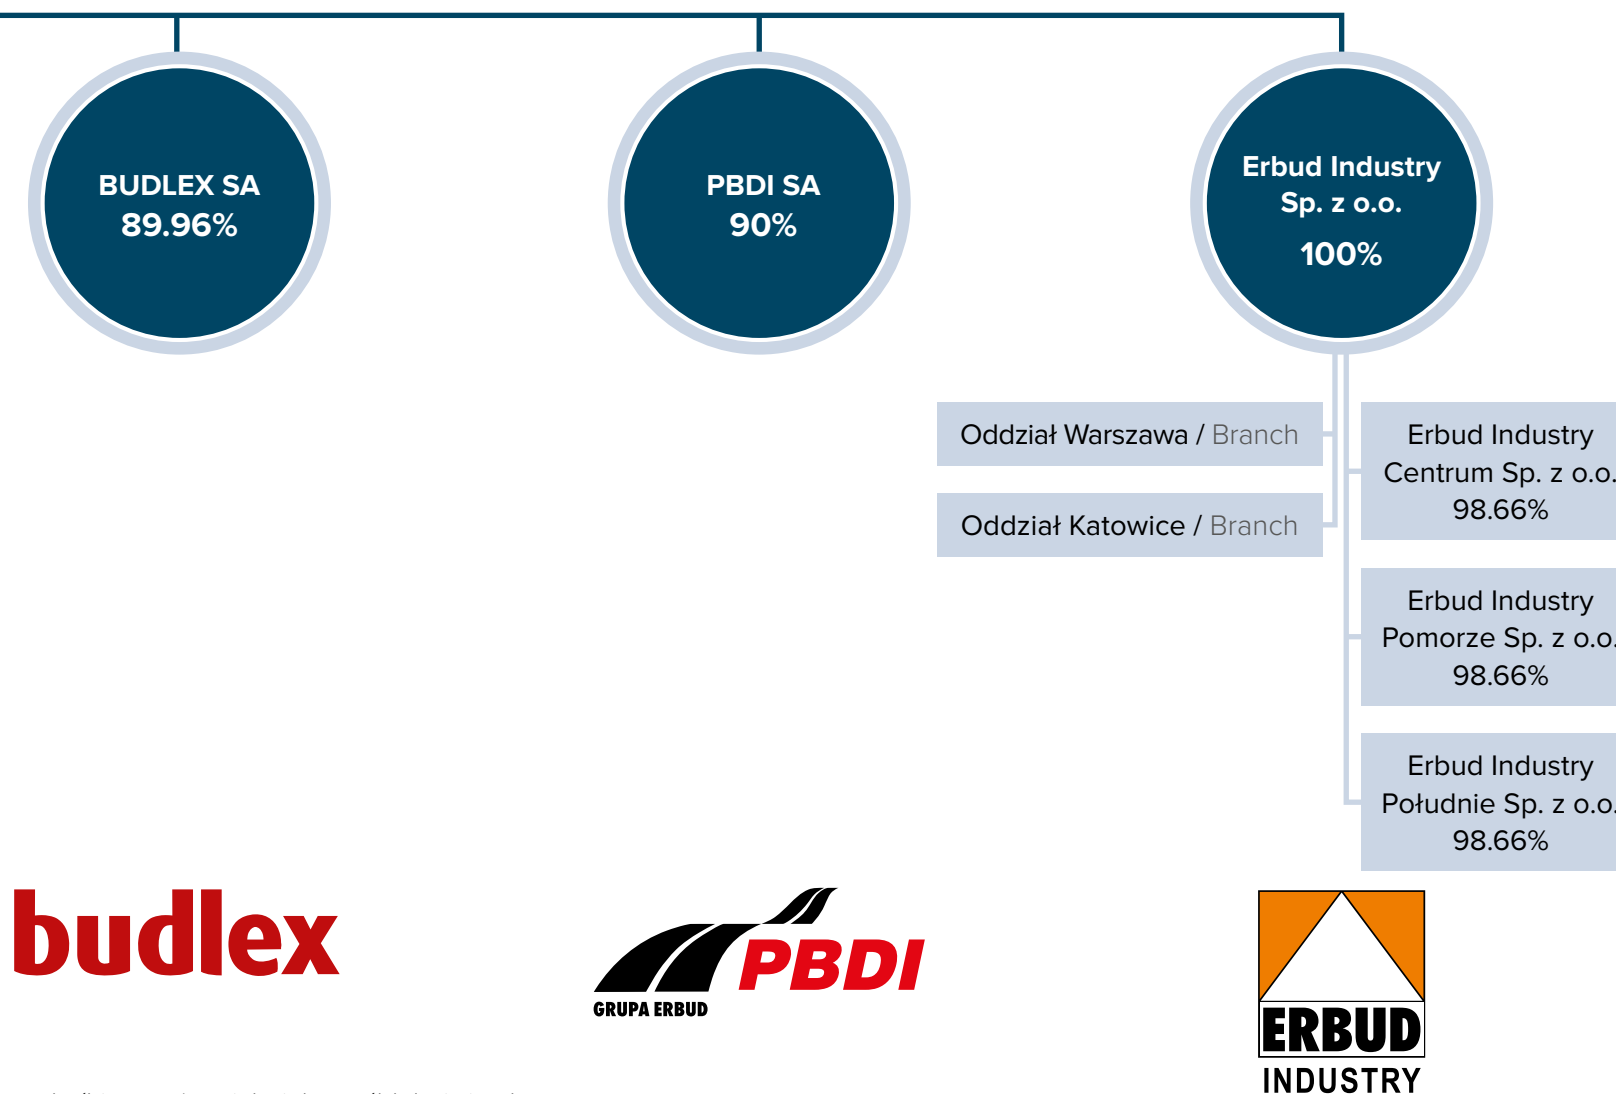 BUDLEX SA
89.96%
PBDI SA
90%
Erbud Industry
Sp. z o.o.
100%
Oddział Warszawa / Branch
Oddział Katowice / Branch
Erbud Industry
Centrum Sp. z o.o.
98.66%
Erbud Industry
Pomorze Sp. z o.o.
98.66%
Erbud Industry
Południe Sp. z o.o.
98.66%
budlex
PBDI
GRUPA ERBUD
ERBUD
INDUSTRY